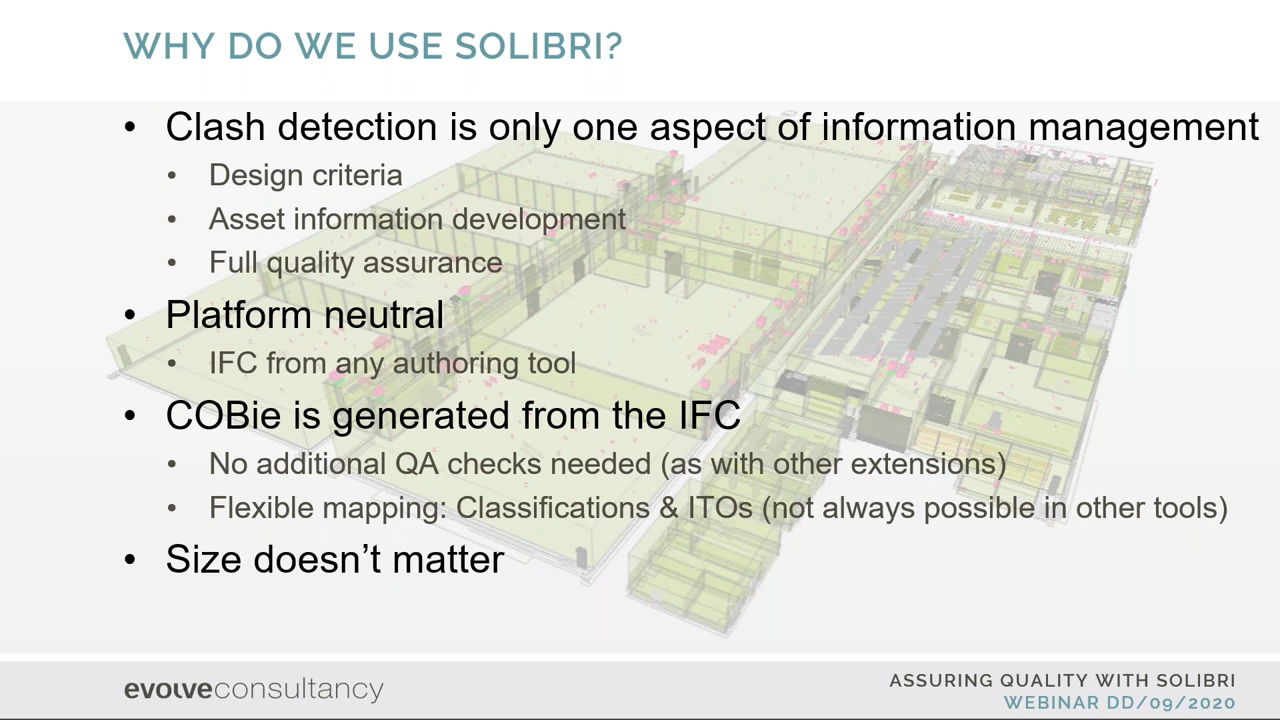 WHY DO WE USE SOLIBRI?
• Clash detection is only one aspect of information management
• Design criteria
• Asset information development
• Full quality assurance
• Platform neutral
• IFC from any authoring tool
• COBie is generated from the IFC
• No additional QA checks needed (as with other extensions)
• Flexible mapping: Classifications & ITOs (not always possible in other tools)
• Size doesn’t matter
evolveconsultancy
ASSURING QUALITY WITH SOLIBRI
WEBINAR DD/09/2020